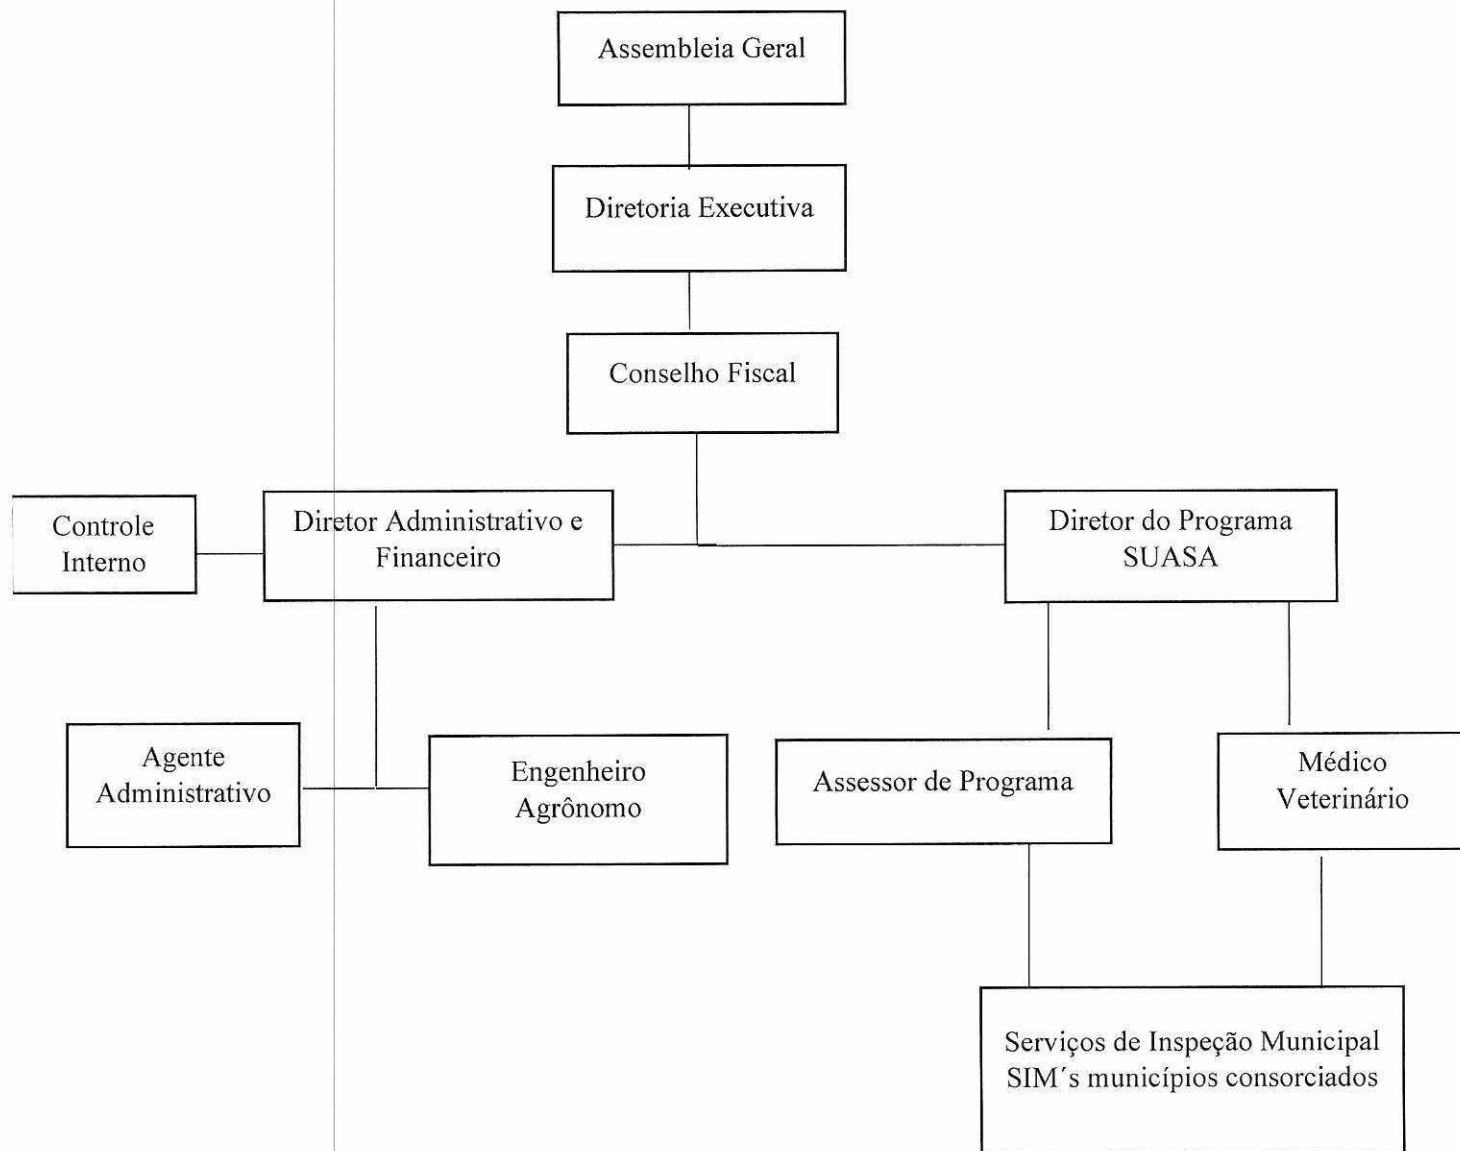 Assembleia Geral
Diretoria Executiva
Conselho Fiscal
Controle
Interno
Diretor Administrativo e
Financeiro
Diretor do Programa
SUASA
Agente
Administrativo
Engenheiro
Agrônomo
Assessor de Programa
Médico
Veterinário
Serviços de Inspeção Municipal
SIM´s municípios consorciados